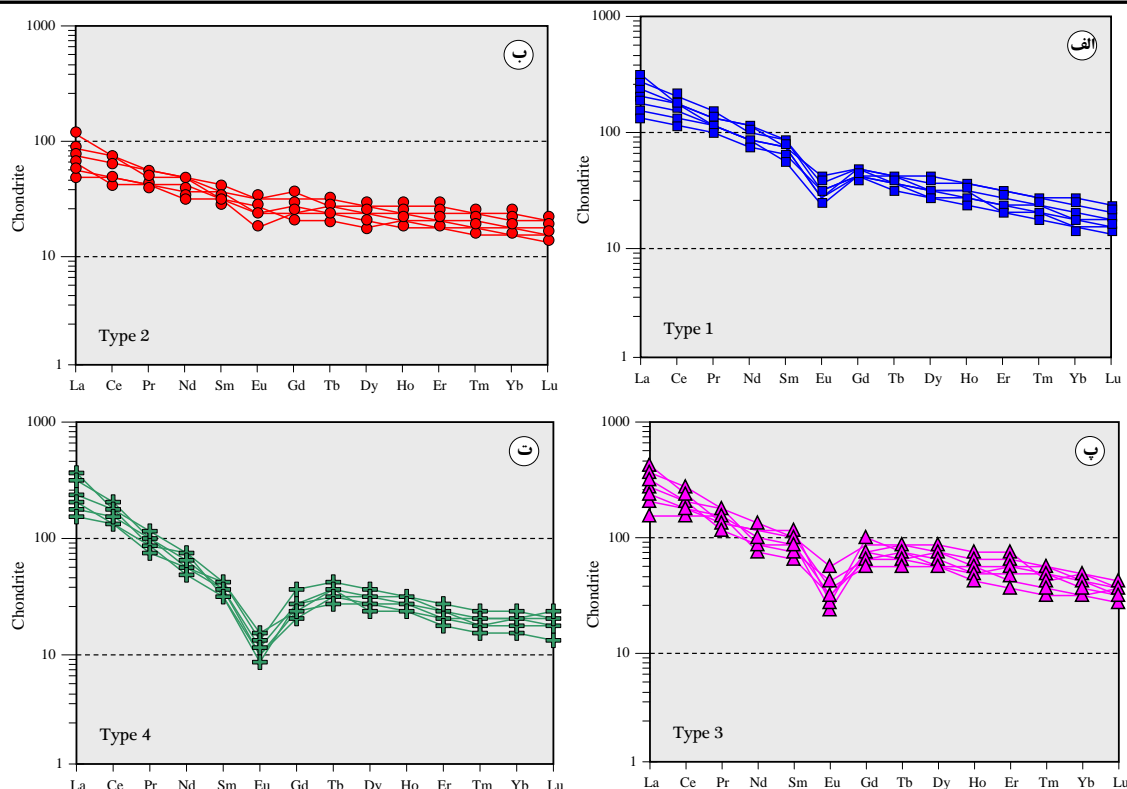 الف
1000
100
10
1
Chondrite
Type 1
La Ce Pr Nd Sm Eu Gd Tb Dy Ho Er Tm Yb Lu
ب
1000
100
10
1
Chondrite
Type 2
La Ce Pr Nd Sm Eu Gd Tb Dy Ho Er Tm Yb Lu
پ
1000
100
10
1
Chondrite
Type 3
La Ce Pr Nd Sm Eu Gd Tb Dy Ho Er Tm Yb Lu
ت
1000
100
10
1
Chondrite
Type 4
La Ce Pr Nd Sm Eu Gd Tb Dy Ho Er Tm Yb Lu